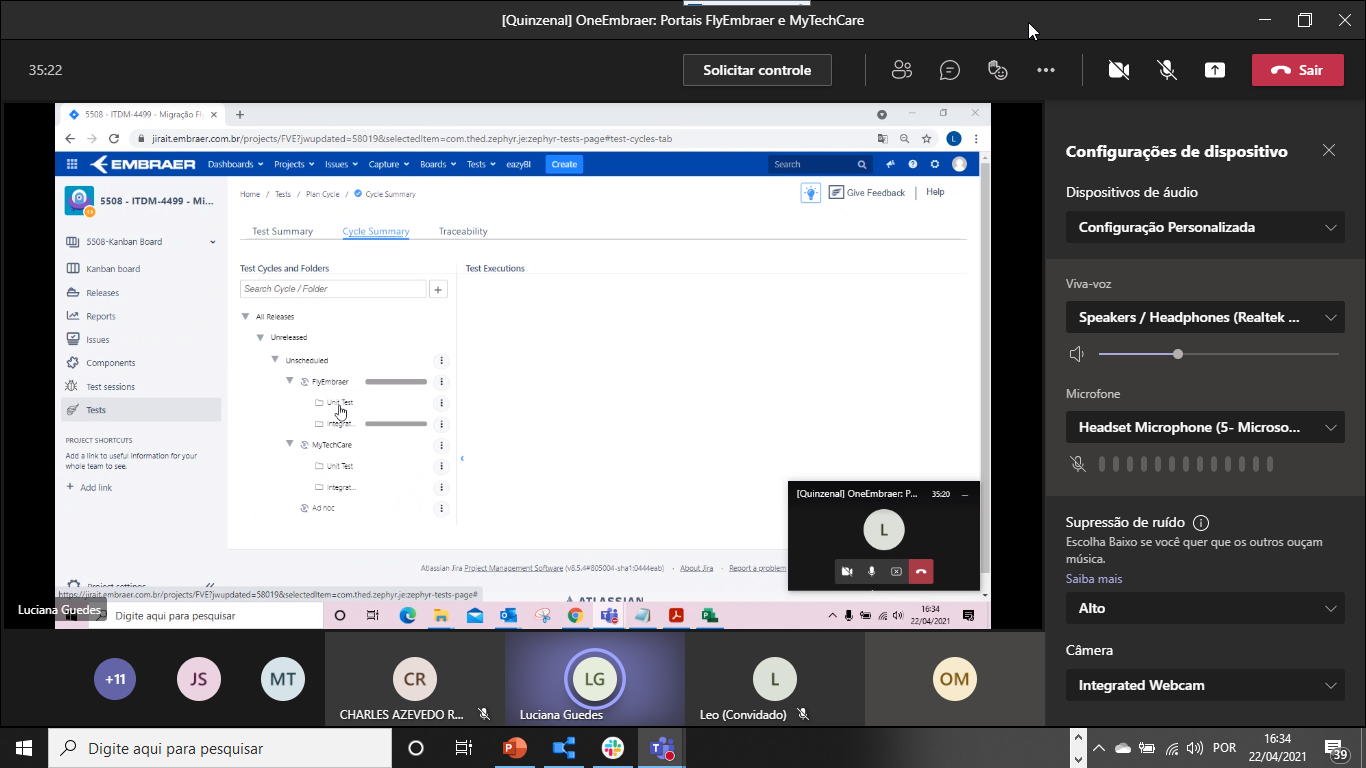 [Quinzenal] OneEmbraer: Portais FlyEmbraer e MyTechCare
35:22
Solicitar controle
Sair
5508 - ITDM-4499 - Migração Fl
jirait.embraer.com.br/projects/FVE?jwupdated=58019&selectedItem=com.thed.zephyr.je:zephyr-tests-page#test-cycles-tab
L
EMBRAER
Dashboards
Projects
Issues
Capture
Boards
Tests
eazyBI
Create
Search
5508 - ITDM-4499 - Mi...
Home / Tests / Plan Cycle / Cycle Summary
Give Feedback
Help
5508-Kanban Board
Test Summary
Cycle Summary
Traceability
Kanban board
Releases
Reports
Issues
Components
Test sessions
Tests
PROJECT SHORTCUTS
Add a link to useful information for your
whole team to see.
+ Add link
Project settings
Test Cycles and Folders
Test Executions
Search Cycle / Folder
All Releases
Unreleased
Unscheduled
FlyEmbraer
Unit Test
Integrat...
MyTechCare
Unit Test
Integrat...
Ad hoc
[Quinzenal] OneEmbraer: P...
35:20
L
Atlassian Jira Project Management Software (v8.5.4#805004-sha1:0444eab) · About Jira · Report a problem
ATLASSIAN
https://jirait.embraer.com.br/projects/FVE?jwupdated=58019&selectedItem=com.thed.zephyr.je:zephyr-tests-page#
Luciana Guedes
Digite aqui para pesquisar
16:34
22/04/2021
+11
JS
MT
CR
CHARLES AZEVEDO R...
LG
Luciana Guedes
L
Leo (Convidado)
OM
Configurações de dispositivo
Dispositivos de áudio
Configuração Personalizada
Viva-voz
Speakers / Headphones (Realtek ...
Microfone
Headset Microphone (5- Microso...
Supressão de ruído
Escolha Baixo se você quer que os outros ouçam
música.
Saiba mais
Alto
Câmera
Integrated Webcam
Digite aqui para pesquisar
POR
16:34
22/04/2021
39